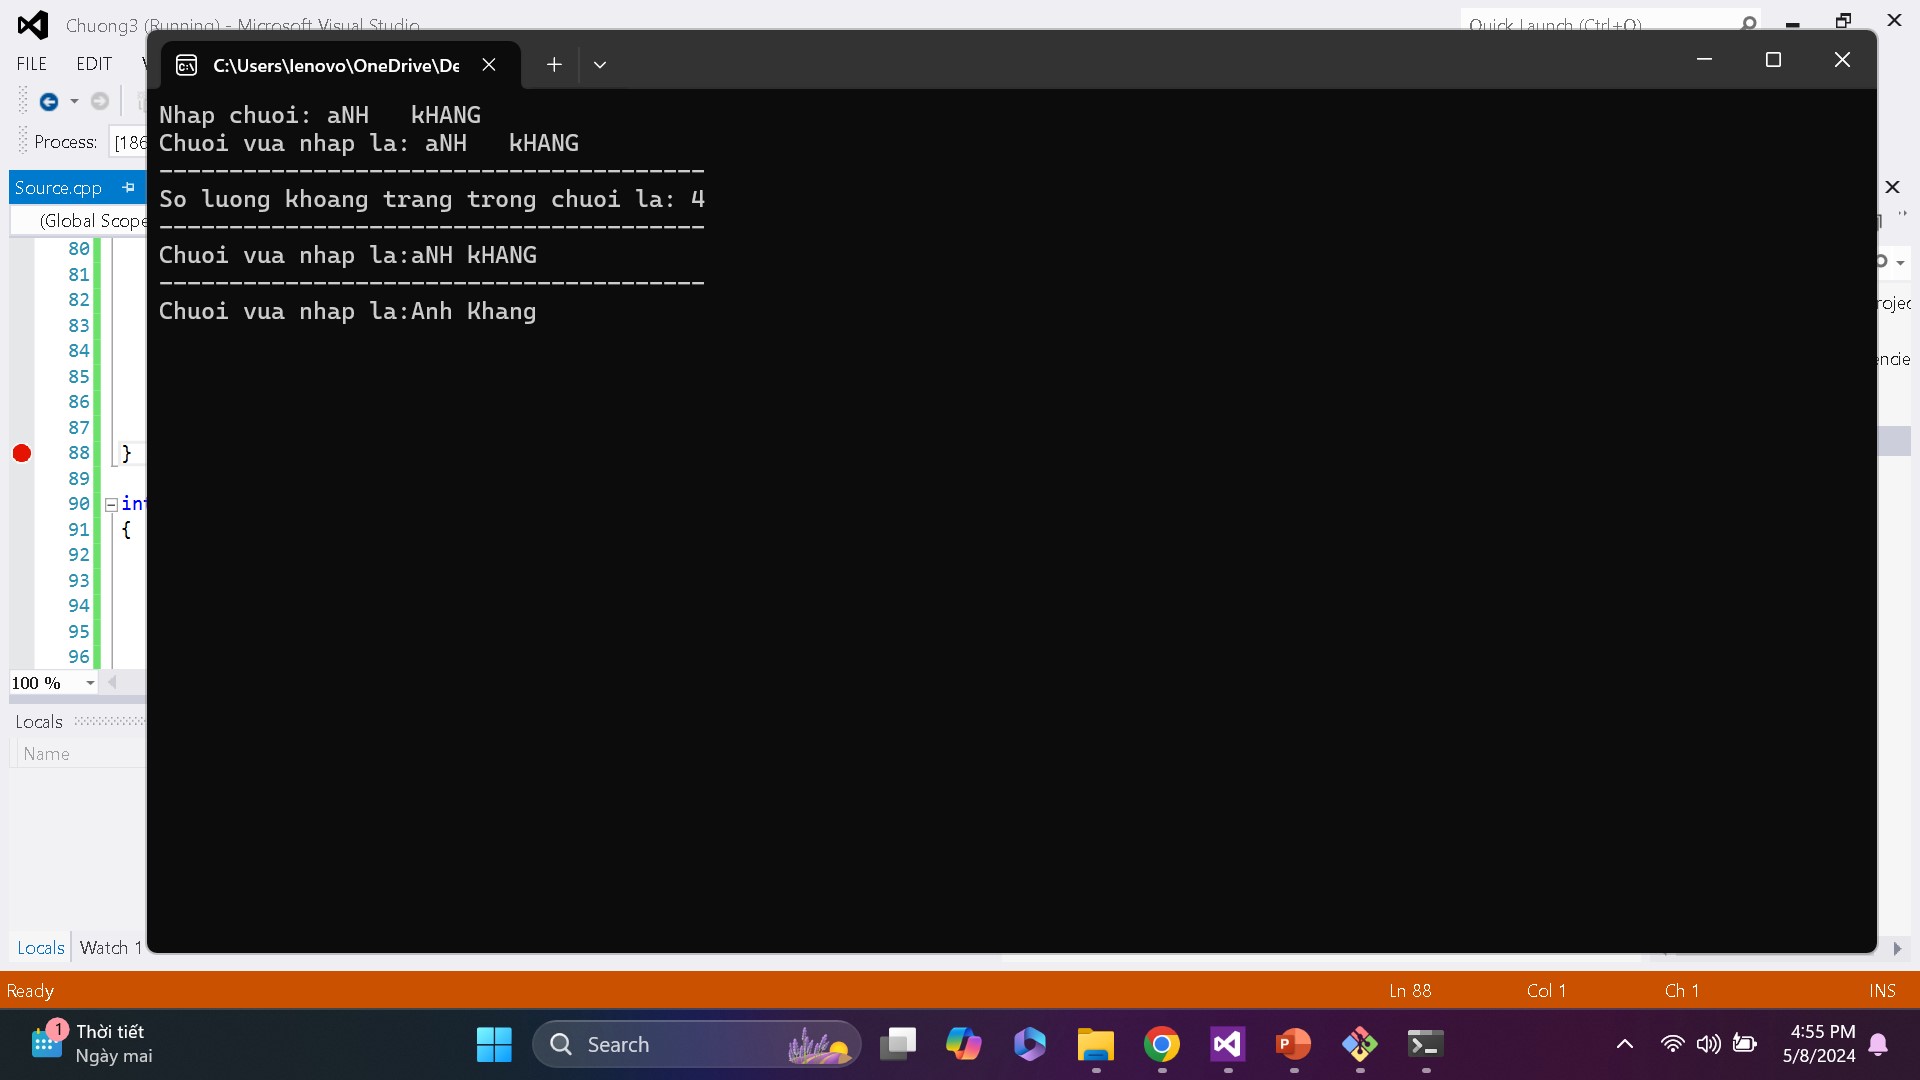 Chuong3 (Running) - Microsoft Visual Studio
Quick Launch (Ctrl+Q)
FILE EDIT
C:\Users\lenovo\OneDrive\De
Process: [186
Source.cpp
(Global Scope
Nhap chuoi: aNH   kHANG
Chuoi vua nhap la: aNH   kHANG
---------------------------------------
So luong khoang trang trong chuoi la: 4
---------------------------------------
Chuoi vua nhap la:aNH kHANG
---------------------------------------
Chuoi vua nhap la:Anh Khang
80
81
82
83
84
85
86
87
88 }
89
90 int
91 {
92
93
94
95
96
100 %
Locals
Name
Locals Watch 1
Ready Ln 88 Col 1 Ch 1 INS
1
Thời tiết
Ngày mai
Search
4:55 PM
5/8/2024